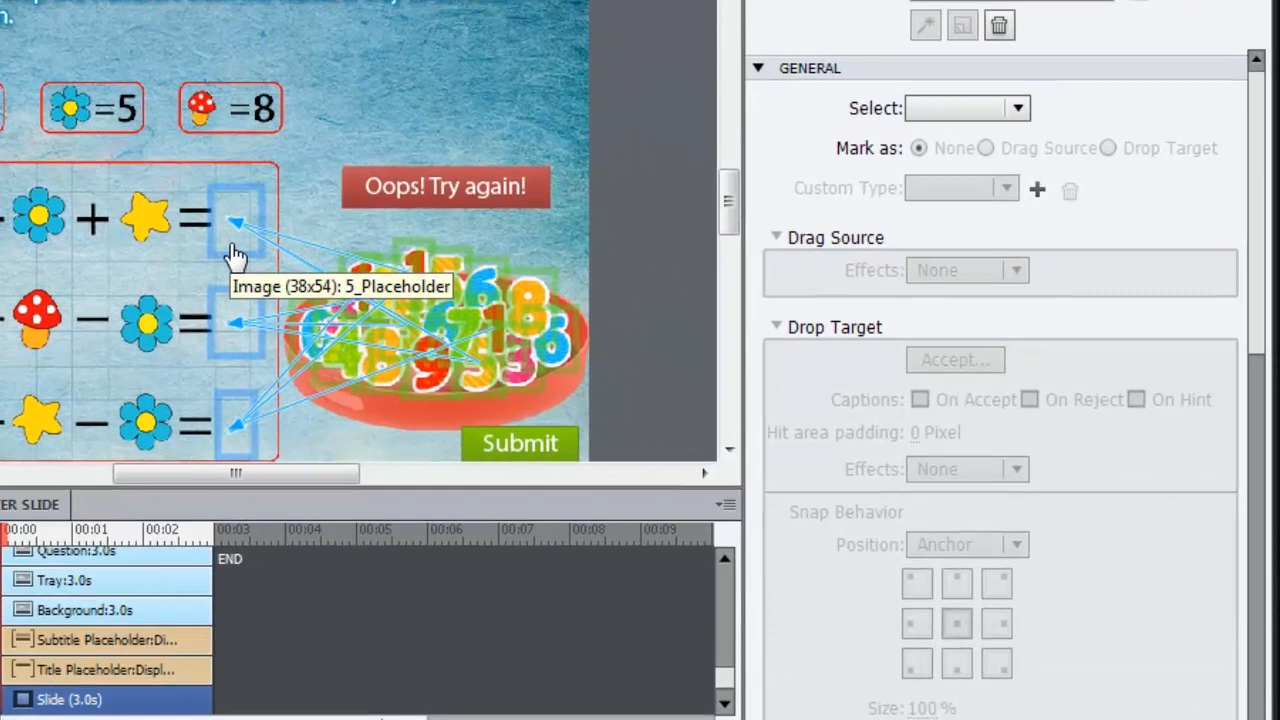 n.
=5
=8
Oops! Try again!
+ =
Image (38x54): 5_Placeholder
− =
− =
Submit
ER SLIDE
00:00 00:01 00:02 00:03 00:04 00:05 00:06 00:07 00:08 00:09
Question:3.0s
END
Tray:3.0s
Background:3.0s
Subtitle Placeholder:Di...
Title Placeholder:Displ...
Slide (3.0s)
GENERAL
Select:
Mark as: None Drag Source Drop Target
Custom Type:
Drag Source
Effects: None
Drop Target
Accept...
Captions: On Accept On Reject On Hint
Hit area padding: 0 Pixel
Effects: None
Snap Behavior
Position: Anchor
Size: 100 %